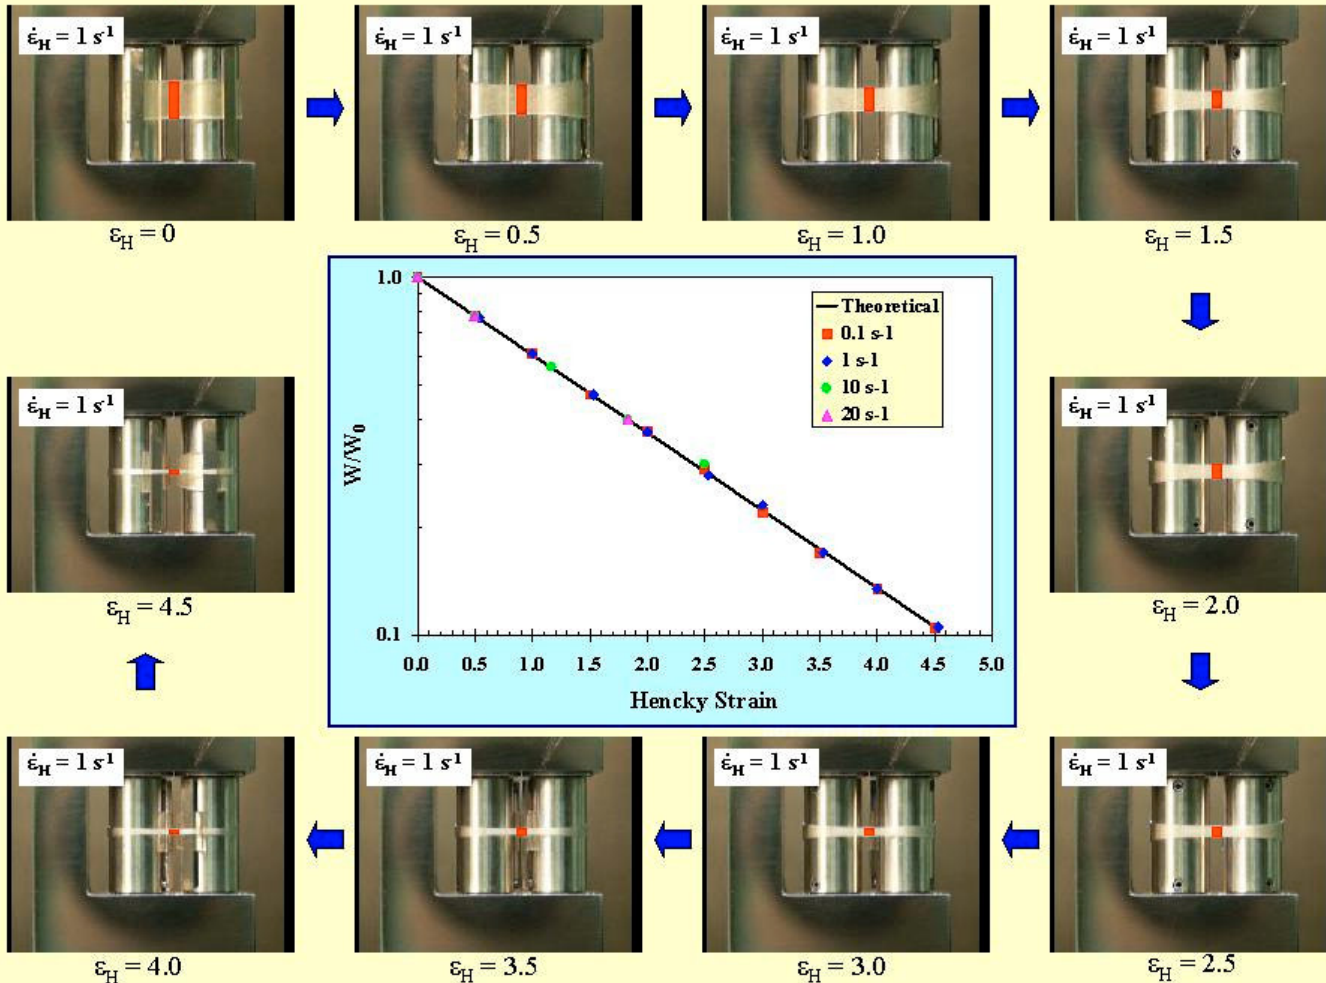 ε̇H = 1 s-1
ε̇H = 1 s-1
ε̇H = 1 s-1
ε̇H = 1 s-1
εH = 0
εH = 0.5
εH = 1.0
εH = 1.5
1.0
Theoretical
0.1 s-1
1 s-1
10 s-1
20 s-1
W/W0
0.1
0.0 0.5 1.0 1.5 2.0 2.5 3.0 3.5 4.0 4.5 5.0
Hencky Strain
ε̇H = 1 s-1
εH = 2.0
ε̇H = 1 s-1
εH = 4.5
ε̇H = 1 s-1
ε̇H = 1 s-1
ε̇H = 1 s-1
ε̇H = 1 s-1
εH = 4.0
εH = 3.5
εH = 3.0
εH = 2.5